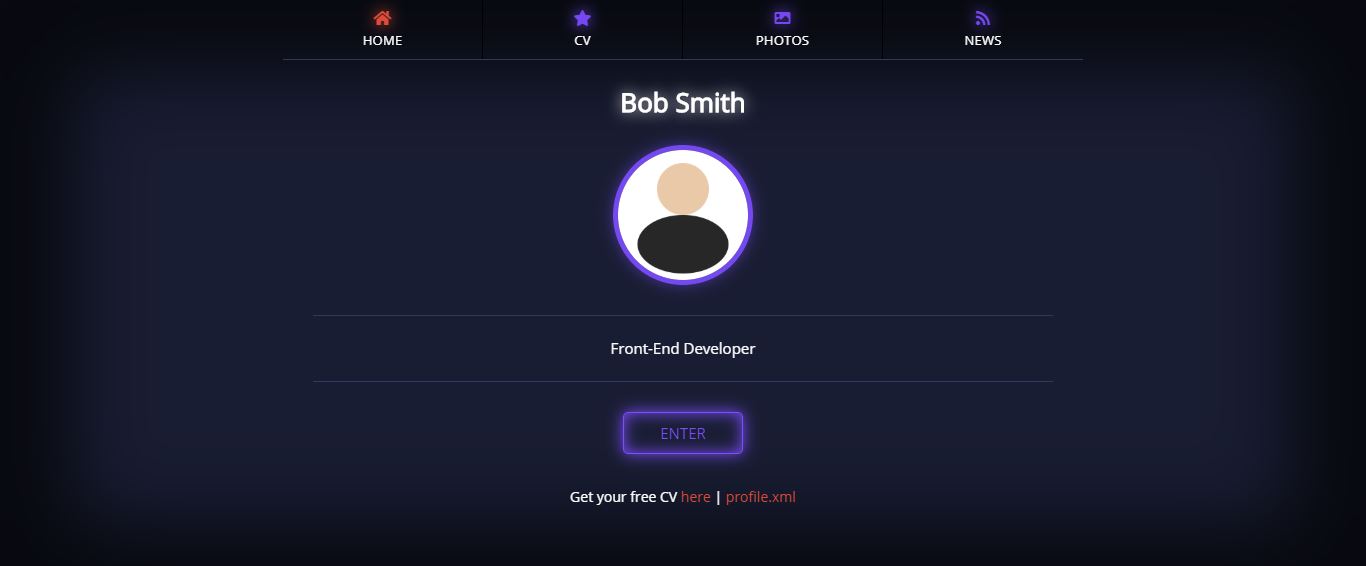 HOME
CV
PHOTOS
NEWS
Bob Smith
Front-End Developer
ENTER
Get your free CV here | profile.xml